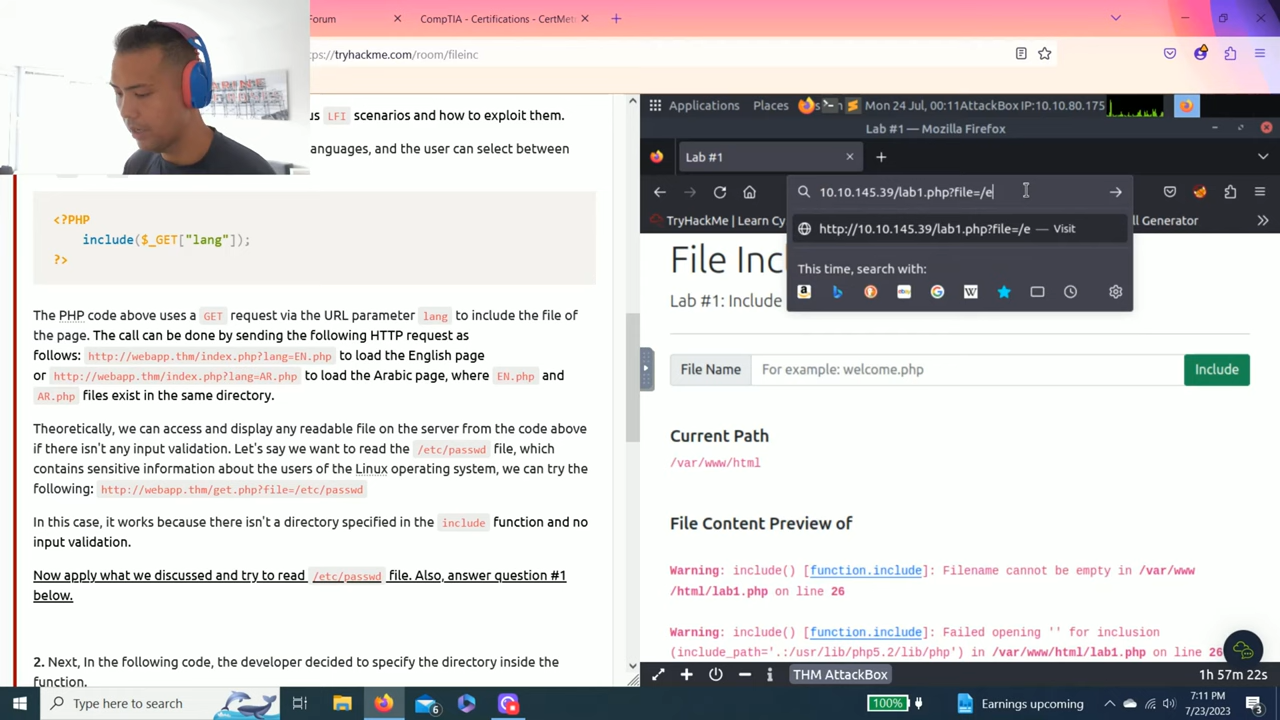 Forum
CompTIA - Certifications - CertMet
ps://tryhackme.com/room/fileinc
us LFI scenarios and how to exploit them.
languages, and the user can select between
<?PHP
include($_GET["lang"]);
?>
The PHP code above uses a GET request via the URL parameter lang to include the file of
the page. The call can be done by sending the following HTTP request as
follows: http://webapp.thm/index.php?lang=EN.php to load the English page
or http://webapp.thm/index.php?lang=AR.php to load the Arabic page, where EN.php and
AR.php files exist in the same directory.
Theoretically, we can access and display any readable file on the server from the code above
if there isn't any input validation. Let's say we want to read the /etc/passwd file, which
contains sensitive information about the users of the Linux operating system, we can try the
following: http://webapp.thm/get.php?file=/etc/passwd
In this case, it works because there isn't a directory specified in the include function and no
input validation.
Now apply what we discussed and try to read /etc/passwd file. Also, answer question #1
below.
2. Next, In the following code, the developer decided to specify the directory inside the
function.
Applications Places Mon 24 Jul, 00:11 AttackBox IP:10.10.80.175
Lab #1 — Mozilla Firefox
Lab #1
10.10.145.39/lab1.php?file=/e
TryHackMe | Learn Cy
ll Generator
http://10.10.145.39/lab1.php?file=/e — Visit
This time, search with:
File Inc
Lab #1: Include
File Name For example: welcome.php Include
Current Path
/var/www/html
File Content Preview of
Warning: include() [function.include]: Filename cannot be empty in /var/www
/html/lab1.php on line 26
Warning: include() [function.include]: Failed opening '' for inclusion
(include_path='.:/usr/lib/php5.2/lib/php') in /var/www/html/lab1.php on line 26
THM AttackBox
1h 57m 22s
Type here to search
6
100%
Earnings upcoming
7:11 PM
7/23/2023
3